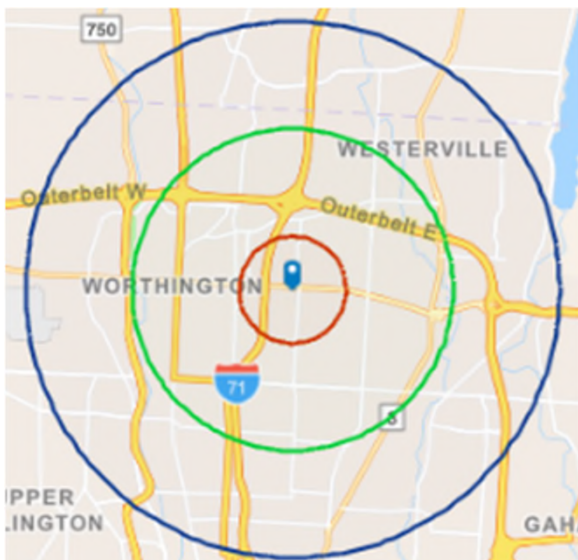 750
WESTERVILLE
Outerbelt W
Outerbelt E
WORTHINGTON
71
3
UPPER
LINGTON
GAH